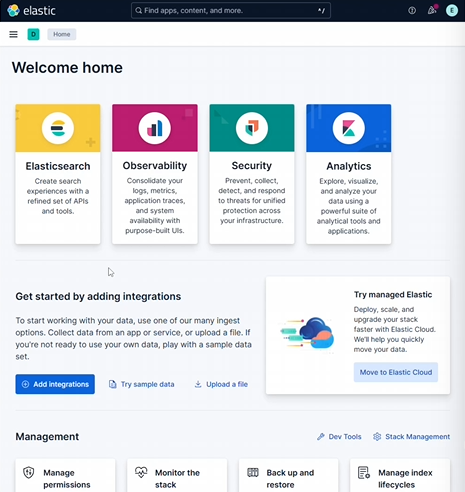 elastic
Find apps, content, and more.
^/
E
D
Home
Welcome home
Elasticsearch
Create search
experiences with a
refined set of APIs
and tools.
Observability
Consolidate your
logs, metrics,
application traces,
and system
availability with
purpose-built UIs.
Security
Prevent, collect,
detect, and respond
to threats for unified
protection across
your infrastructure.
Analytics
Explore, visualize,
and analyze your
data using a
powerful suite of
analytical tools and
applications.
Get started by adding integrations
To start working with your data, use one of our many ingest
options. Collect data from an app or service, or upload a file. If
you're not ready to use your own data, play with a sample data
set.
Add integrations
Try sample data
Upload a file
Try managed Elastic
Deploy, scale, and
upgrade your stack
faster with Elastic Cloud.
We'll help you quickly
move your data.
Move to Elastic Cloud
Management
Dev Tools
Stack Management
Manage
permissions
Monitor the
stack
Back up and
restore
Manage index
lifecycles